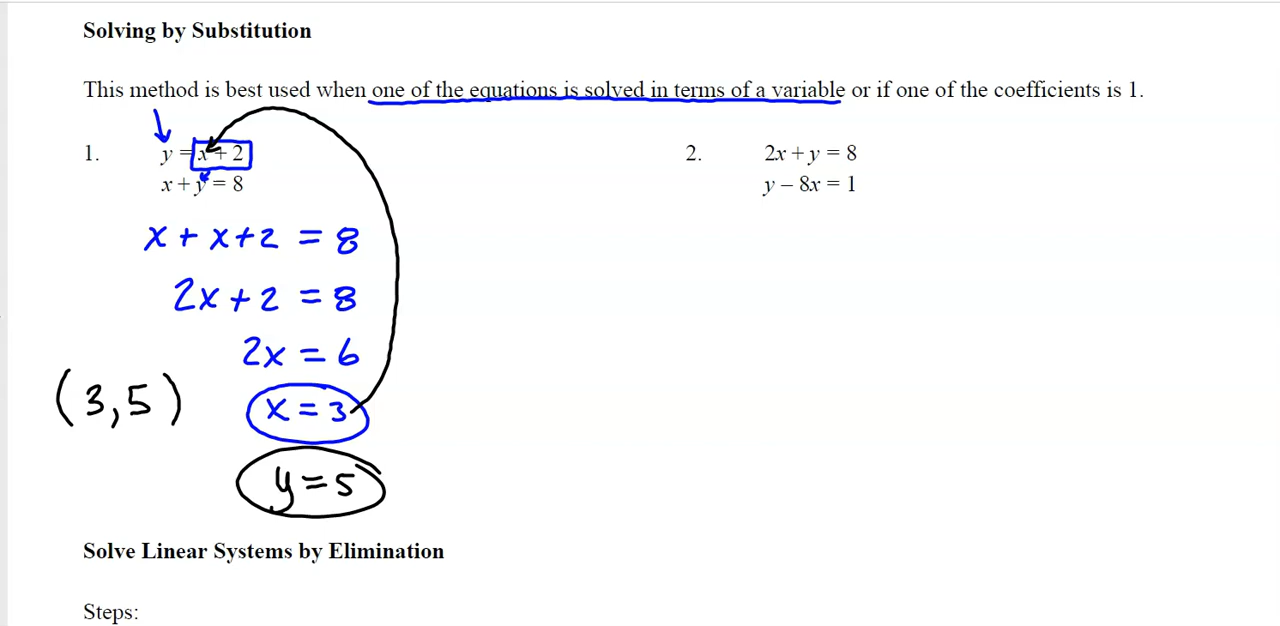 Solving by Substitution
This method is best used when one of the equations is solved in terms of a variable or if one of the coefficients is 1.
1. y = x + 2
x + y = 8
x + x + 2 = 8
2x + 2 = 8
2x = 6
x = 3
(3,5)
y = 5
2. 2x + y = 8
y – 8x = 1
Solve Linear Systems by Elimination
Steps: